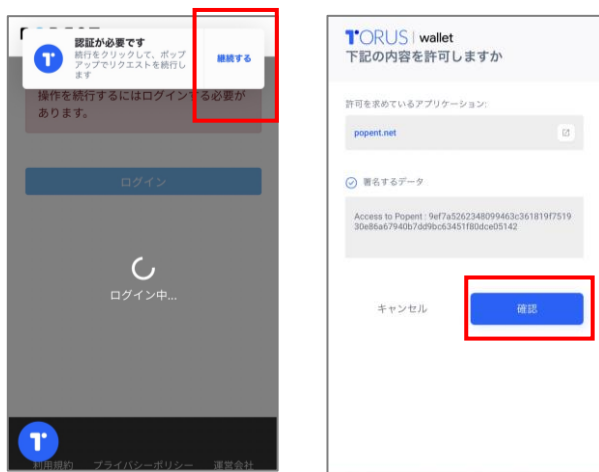 認証が必要です
続行をクリックして、ポップ
アップでリクエストを続行し
ます
継続する
操作を続行するにはログインする必要が
あります。
ログイン
ログイン中...
利用規約 プライバシーポリシー 運営会社
TORUS | wallet
下記の内容を許可しますか
許可を求めているアプリケーション:
popent.net
署名するデータ
Access to Popent : 9ef7a5262348099463c361819f7519
30e86a67940b7dd9bc63451f80dce05142
キャンセル
確認